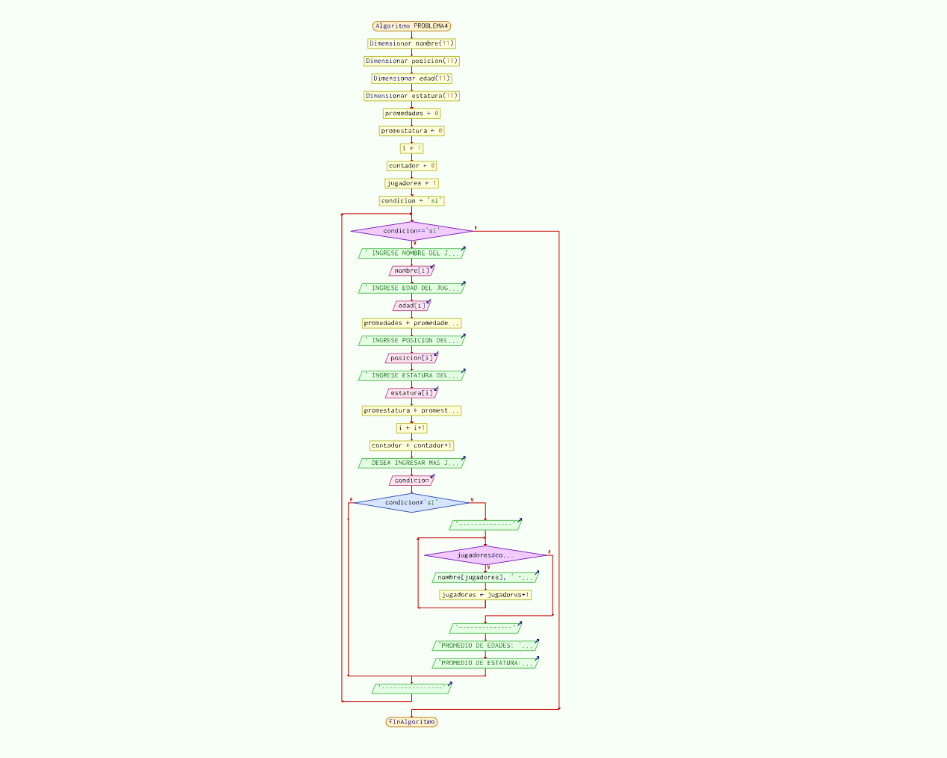 Algoritmo PROBLEMA4
Dimensionar nombre(11)
Dimensionar posicion(11)
Dimensionar edad(11)
Dimensionar estatura(11)
promedades ← 0
promestatura ← 0
i ← 1
contador ← 0
jugadores ← 1
condicion ← 'si'
condicion=='si'
F
V
' INGRESE NOMBRE DEL J...
nombre[i]
' INGRESE EDAD DEL JUG...
edad[i]
promedades ← promedade...
' INGRESE POSICION DEL...
posicion[i]
' INGRESE ESTATURA DEL...
estatura[i]
promestatura ← promest...
i ← i+1
contador ← contador+1
' DESEA INGRESAR MAS J...
condicion
condicion≠'si'
F
V
'--------------'
jugadores≤co...
F
V
nombre[jugadores], ' -...
jugadores ← jugadores+1
'--------------'
'PROMEDIO DE EDADES: '...
'PROMEDIO DE ESTATURA:...
'----------------'
FinAlgoritmo